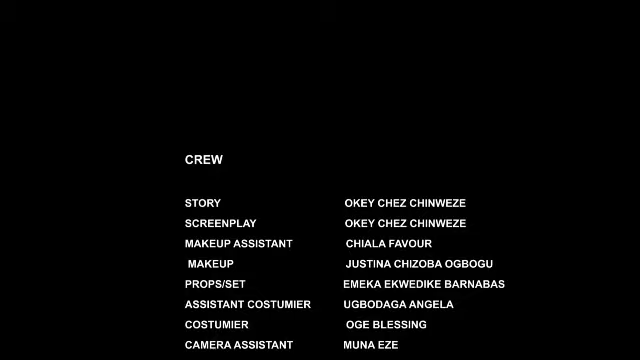 CREW
STORY OKEY CHEZ CHINWEZE
SCREENPLAY OKEY CHEZ CHINWEZE
MAKEUP ASSISTANT CHIALA FAVOUR
MAKEUP JUSTINA CHIZOBA OGBOGU
PROPS/SET EMEKA EKWEDIKE BARNABAS
ASSISTANT COSTUMIER UGBODAGA ANGELA
COSTUMIER OGE BLESSING
CAMERA ASSISTANT MUNA EZE